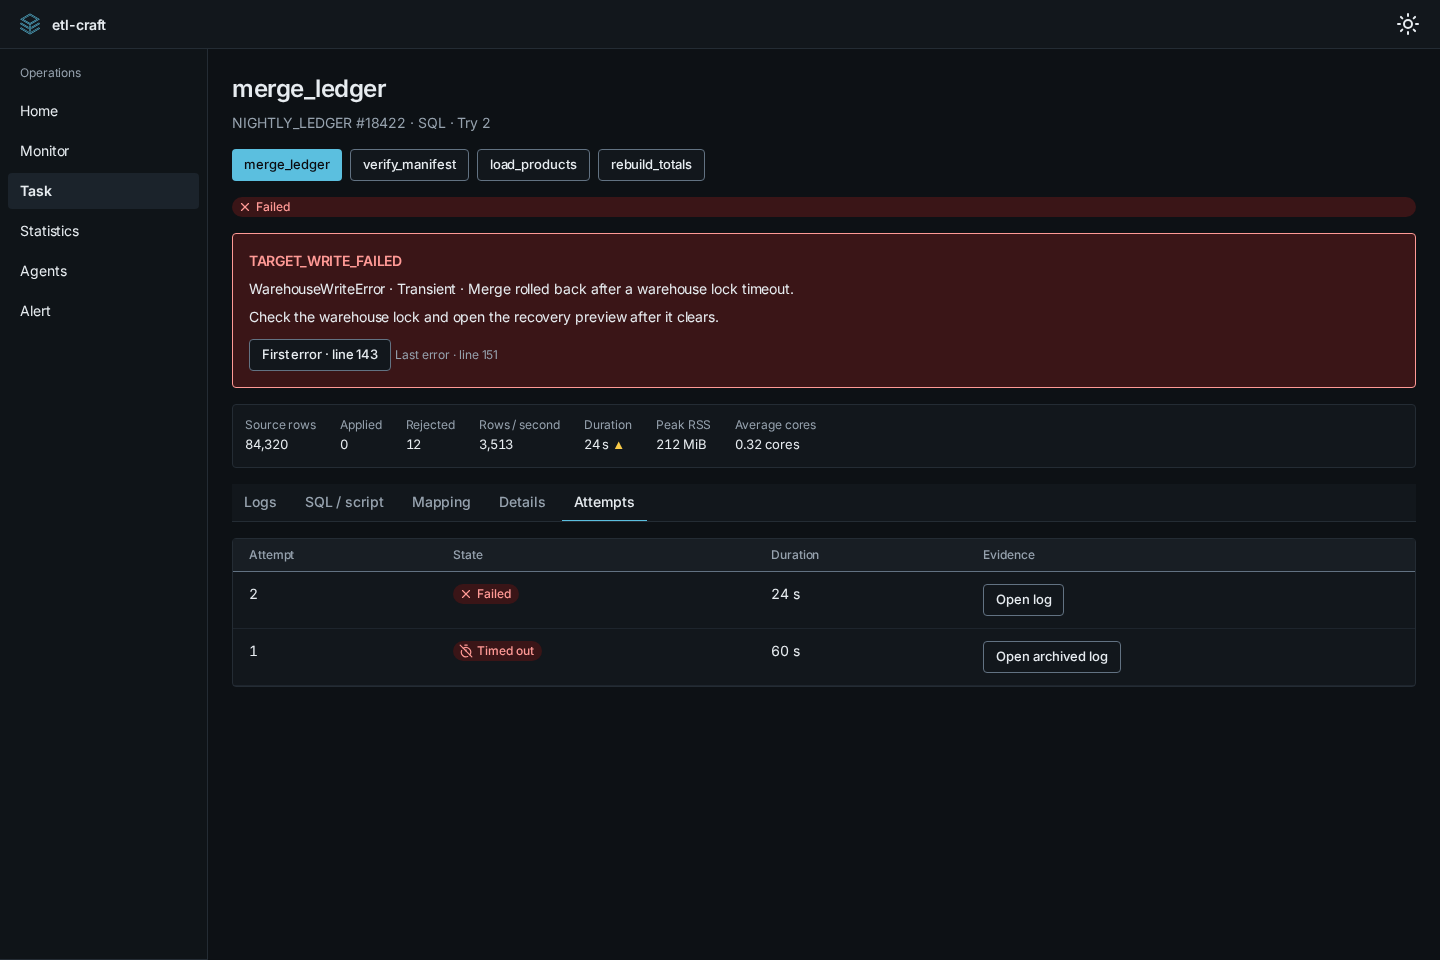 etl-craft
Operations
Home
Monitor
Task
Statistics
Agents
Alert
merge_ledger
NIGHTLY_LEDGER #18422 · SQL · Try 2
merge_ledger verify_manifest load_products rebuild_totals
Failed
TARGET_WRITE_FAILED
WarehouseWriteError · Transient · Merge rolled back after a warehouse lock timeout.
Check the warehouse lock and open the recovery preview after it clears.
First error · line 143 Last error · line 151
Source rows Applied Rejected Rows / second Duration Peak RSS Average cores
84,320 0 12 3,513 24 s ▲ 212 MiB 0.32 cores
Logs SQL / script Mapping Details Attempts
Attempt State Duration Evidence
2 Failed 24 s Open log
1 Timed out 60 s Open archived log